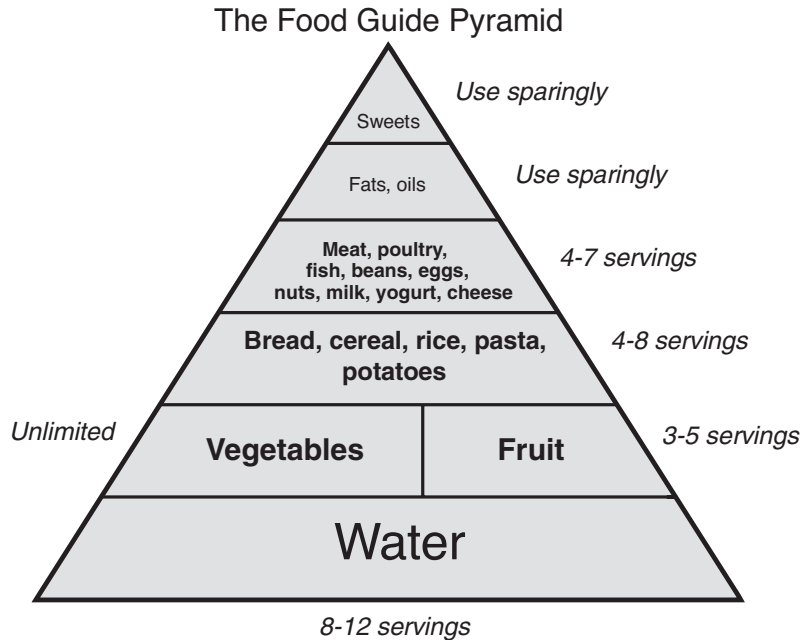 The Food Guide Pyramid
Use sparingly
Sweets
Use sparingly
Fats, oils
Meat, poultry,
fish, beans, eggs,
nuts, milk, yogurt, cheese
4-7 servings
Bread, cereal, rice, pasta,
potatoes
4-8 servings
Unlimited
Vegetables
Fruit
3-5 servings
Water
8-12 servings